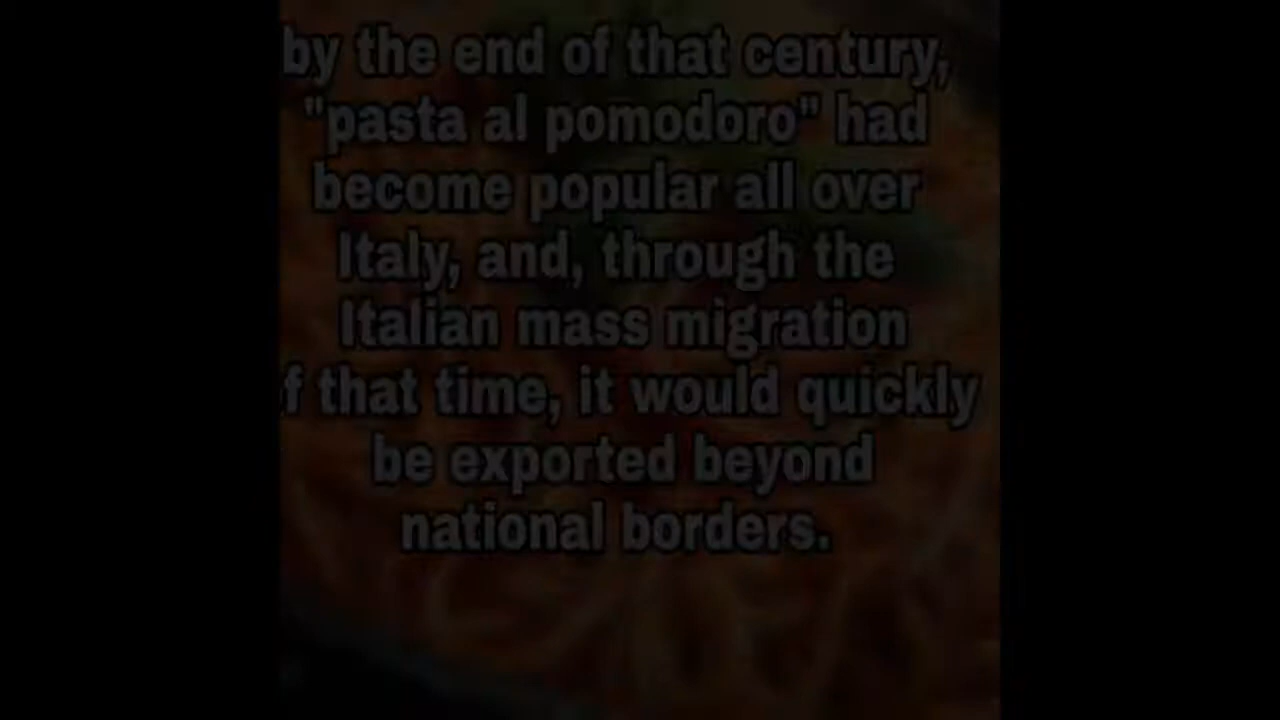 by the end of that century,
"pasta al pomodoro" had
become popular all over
Italy, and, through the
Italian mass migration
f that time, it would quickly
be exported beyond
national borders.